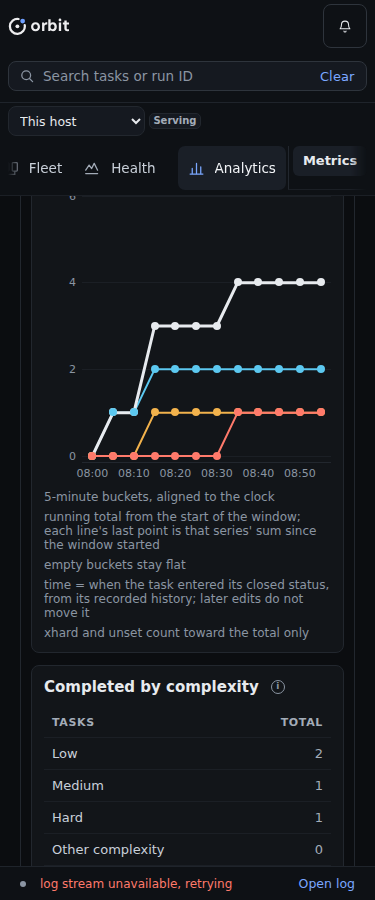 orbit
Search tasks or run ID Clear
This host Serving
Fleet Health Analytics Metrics
6
4
2
0
08:00 08:10 08:20 08:30 08:40 08:50
5-minute buckets, aligned to the clock
running total from the start of the window;
each line's last point is that series' sum since
the window started
empty buckets stay flat
time = when the task entered its closed status,
from its recorded history; later edits do not
move it
xhard and unset count toward the total only
Completed by complexity
TASKS TOTAL
Low 2
Medium 1
Hard 1
Other complexity 0
log stream unavailable, retrying Open log